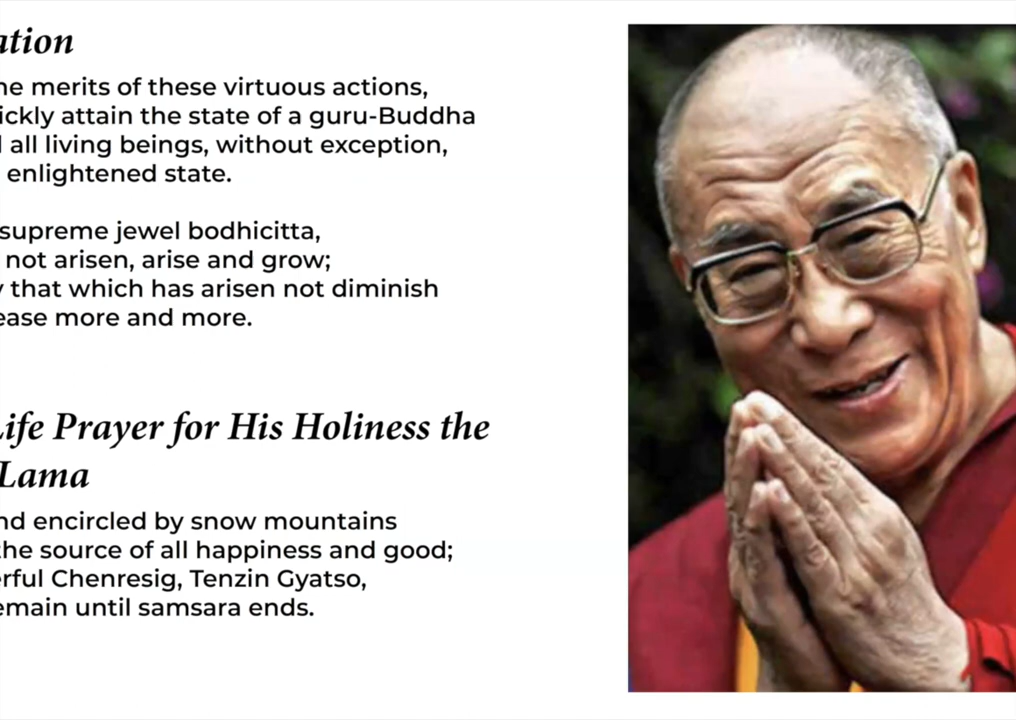 ation
he merits of these virtuous actions,
ickly attain the state of a guru-Buddha
l all living beings, without exception,
enlightened state.
supreme jewel bodhicitta,
not arisen, arise and grow;
y that which has arisen not diminish
ease more and more.
Life Prayer for His Holiness the
Lama
nd encircled by snow mountains
the source of all happiness and good;
erful Chenresig, Tenzin Gyatso,
emain until samsara ends.